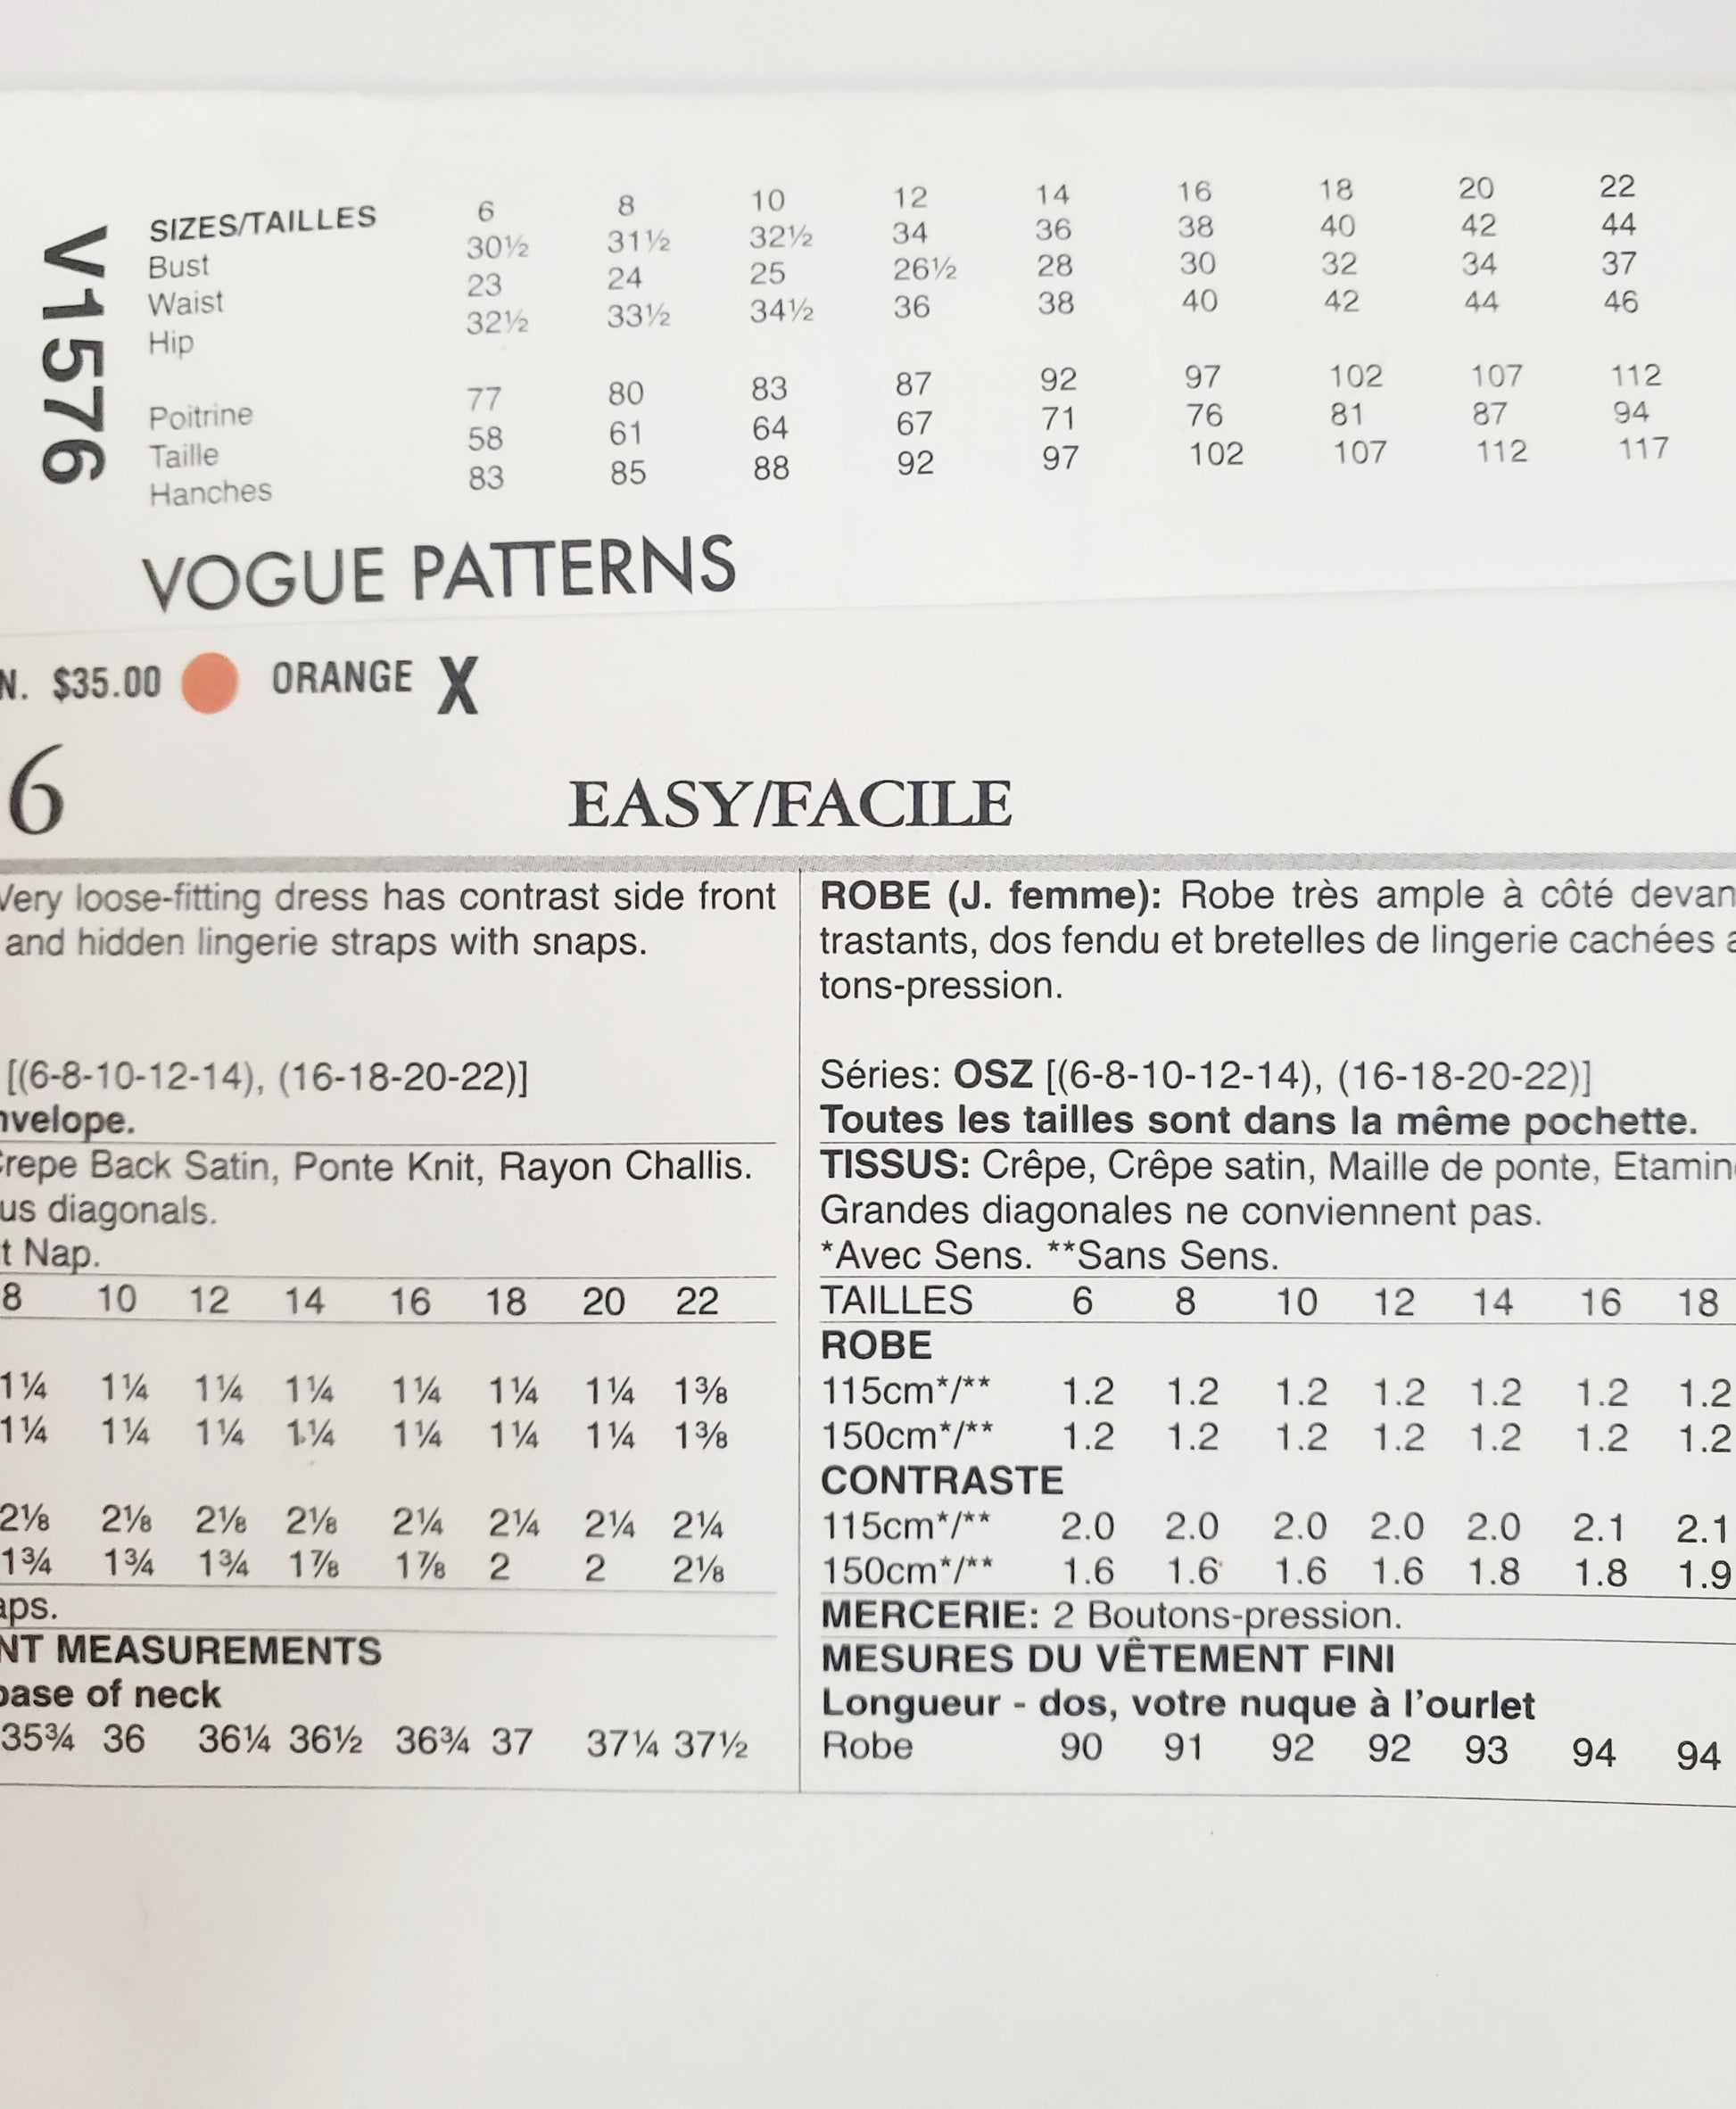 V1576
SIZES/TAILLES 6 8 10 12 14 16 18 20 22
Bust 30½ 31½ 32½ 34 36 38 40 42 44
Waist 23 24 25 26½ 28 30 32 34 37
Hip 32½ 33½ 34½ 36 38 40 42 44 46
Poitrine 77 80 83 87 92 97 102 107 112
Taille 58 61 64 67 71 76 81 87 94
Hanches 83 85 88 92 97 102 107 112 117
VOGUE PATTERNS
N. $35.00 ORANGE X
6 EASY/FACILE
Very loose-fitting dress has contrast side front
and hidden lingerie straps with snaps.
[(6-8-10-12-14), (16-18-20-22)]
nvelope.
Crepe Back Satin, Ponte Knit, Rayon Challis.
us diagonals.
t Nap.
8 10 12 14 16 18 20 22
1¼ 1¼ 1¼ 1¼ 1¼ 1¼ 1¼ 1⅜
1¼ 1¼ 1¼ 1¼ 1¼ 1¼ 1¼ 1⅜
2⅛ 2⅛ 2⅛ 2⅛ 2¼ 2¼ 2¼ 2¼
1¾ 1¾ 1¾ 1⅞ 1⅞ 2 2 2⅛
aps.
NT MEASUREMENTS
base of neck
35¾ 36 36¼ 36½ 36¾ 37 37¼ 37½
ROBE (J. femme): Robe très ample à côté devan
trastants, dos fendu et bretelles de lingerie cachées a
tons-pression.
Séries: OSZ [(6-8-10-12-14), (16-18-20-22)]
Toutes les tailles sont dans la même pochette.
TISSUS: Crêpe, Crêpe satin, Maille de ponte, Etamin
Grandes diagonales ne conviennent pas.
*Avec Sens. **Sans Sens.
TAILLES 6 8 10 12 14 16 18
ROBE
115cm*/** 1.2 1.2 1.2 1.2 1.2 1.2 1.2
150cm*/** 1.2 1.2 1.2 1.2 1.2 1.2 1.2
CONTRASTE
115cm*/** 2.0 2.0 2.0 2.0 2.0 2.1 2.1
150cm*/** 1.6 1.6 1.6 1.6 1.8 1.8 1.9
MERCERIE: 2 Boutons-pression.
MESURES DU VÊTEMENT FINI
Longueur - dos, votre nuque à l'ourlet
Robe 90 91 92 92 93 94 94